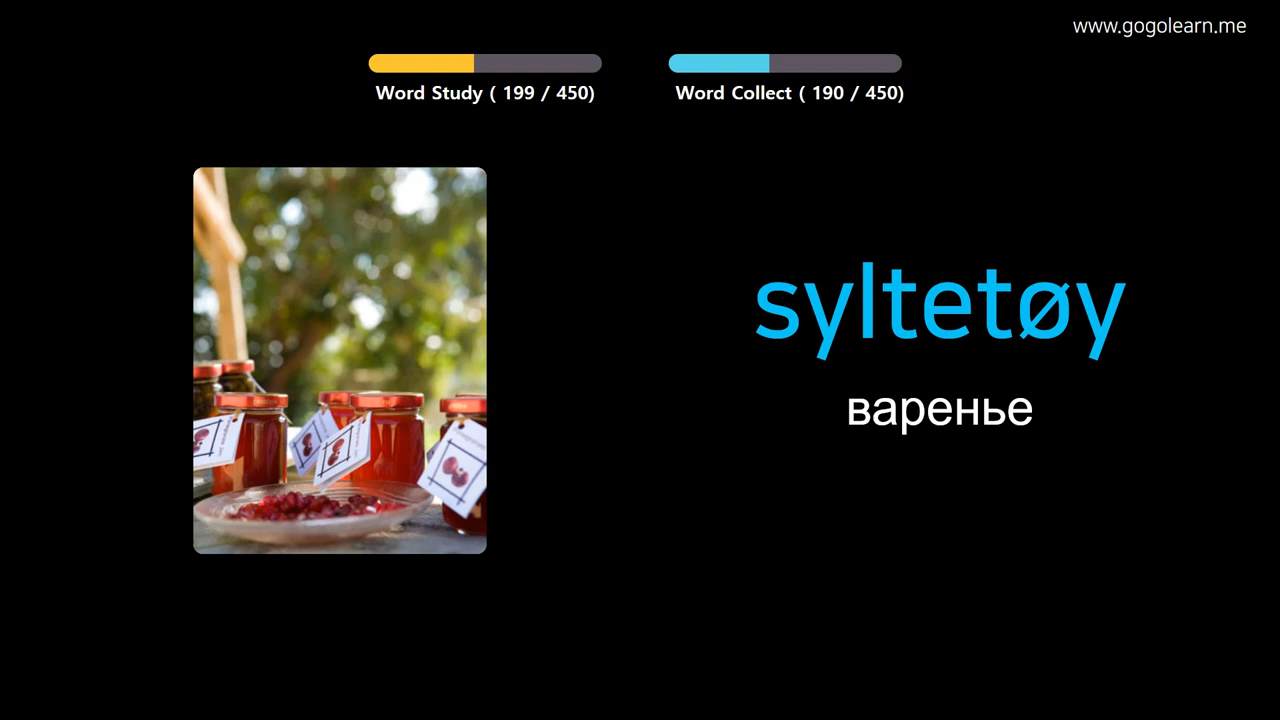 www.gogolearn.me
Word Study ( 199 / 450)
Word Collect ( 190 / 450)
syltetøy
варенье